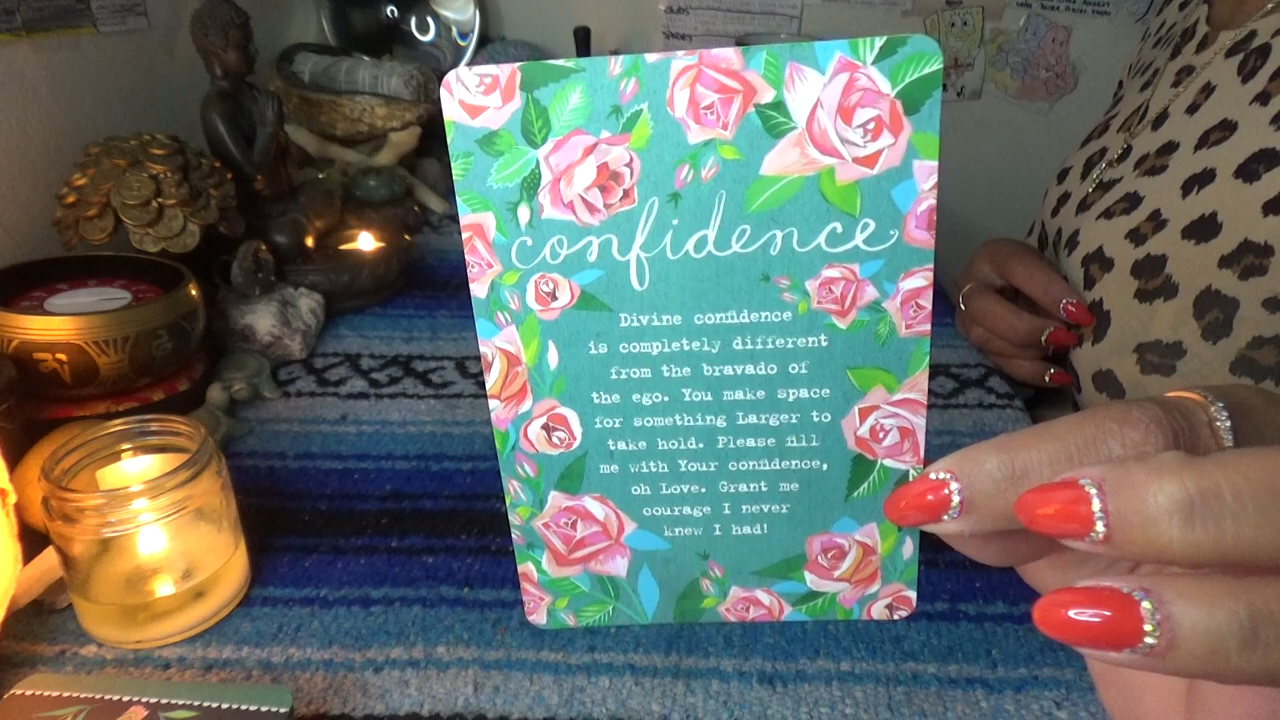 confidence
Divine confidence
is completely different
from the bravado of
the ego. You make space
for something Larger to
take hold. Please fill
me with Your confidence,
oh Love. Grant me
courage I never
knew I had!